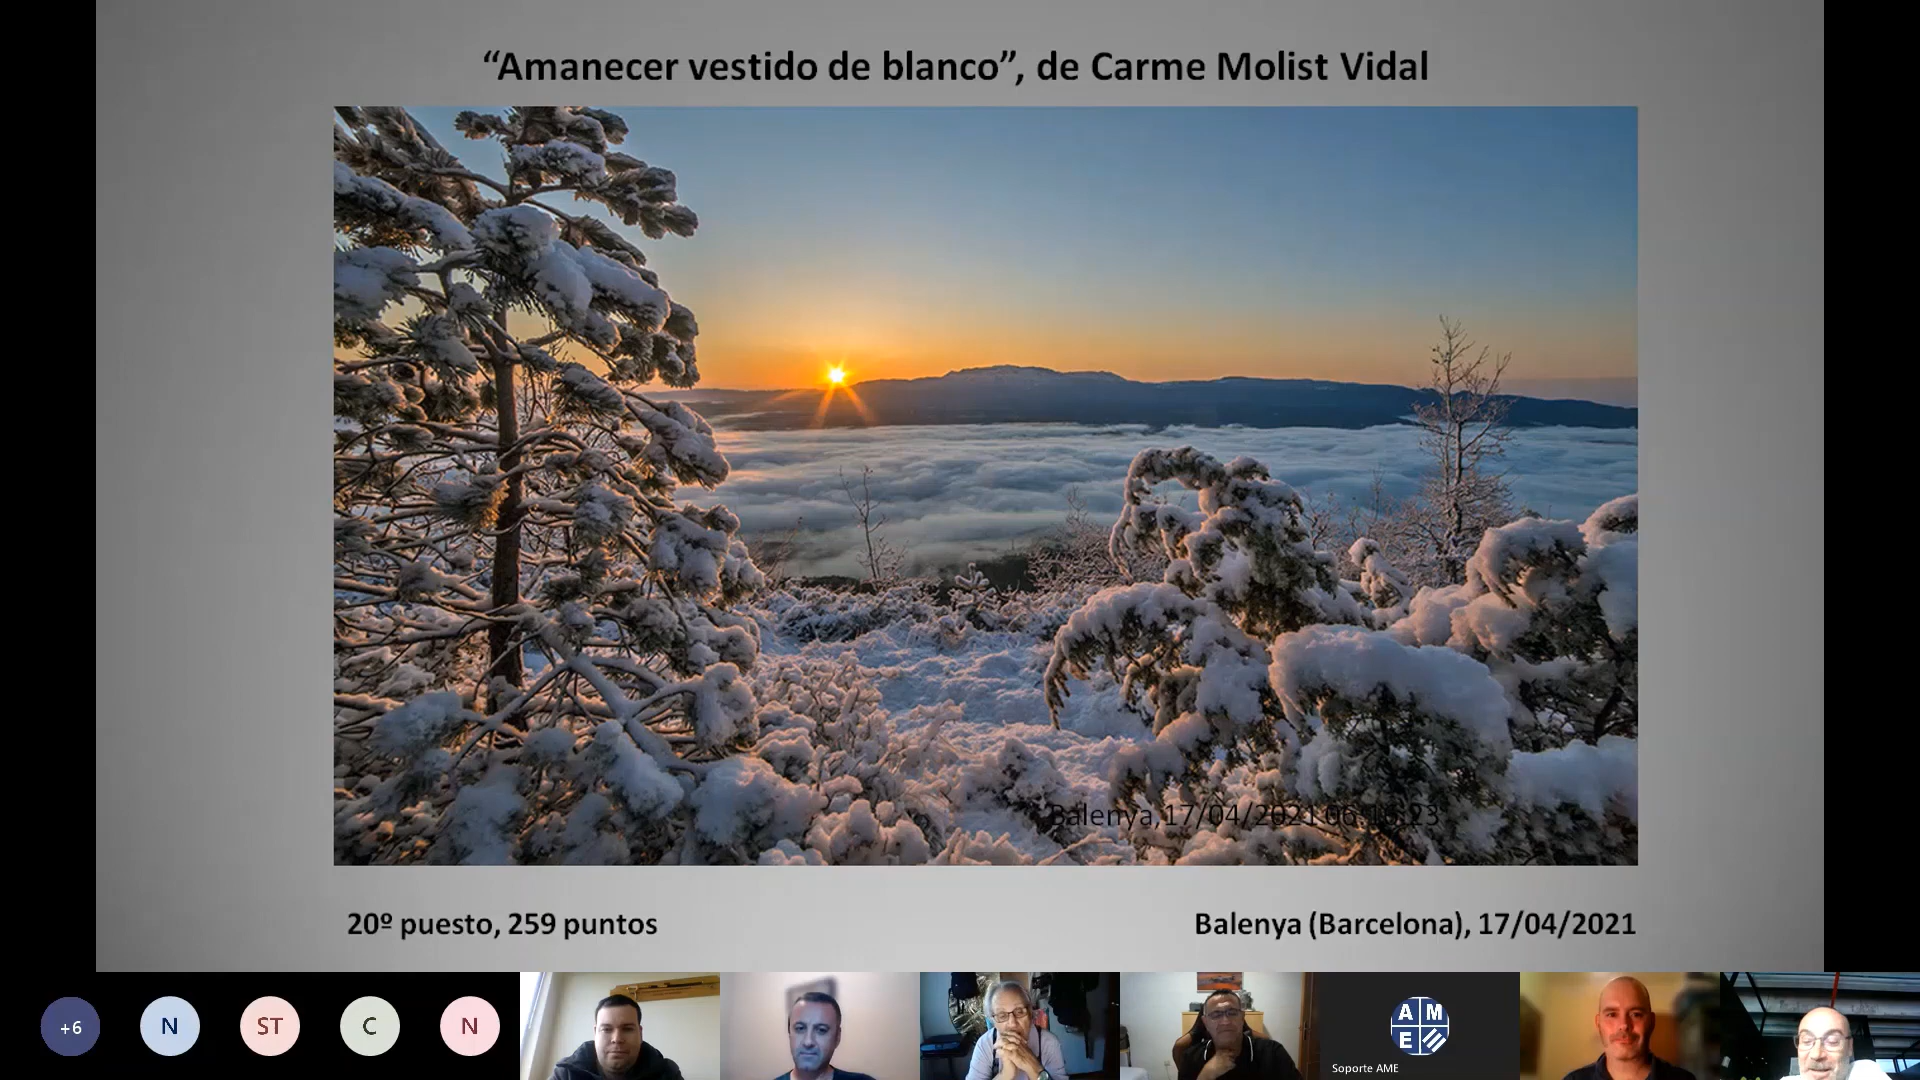 “Amanecer vestido de blanco”, de Carme Molist Vidal
Balenya, 17/04/2021
20º puesto, 259 puntos
Balenya (Barcelona), 17/04/2021
+6
N
ST
C
N
A M
E
Soporte AME